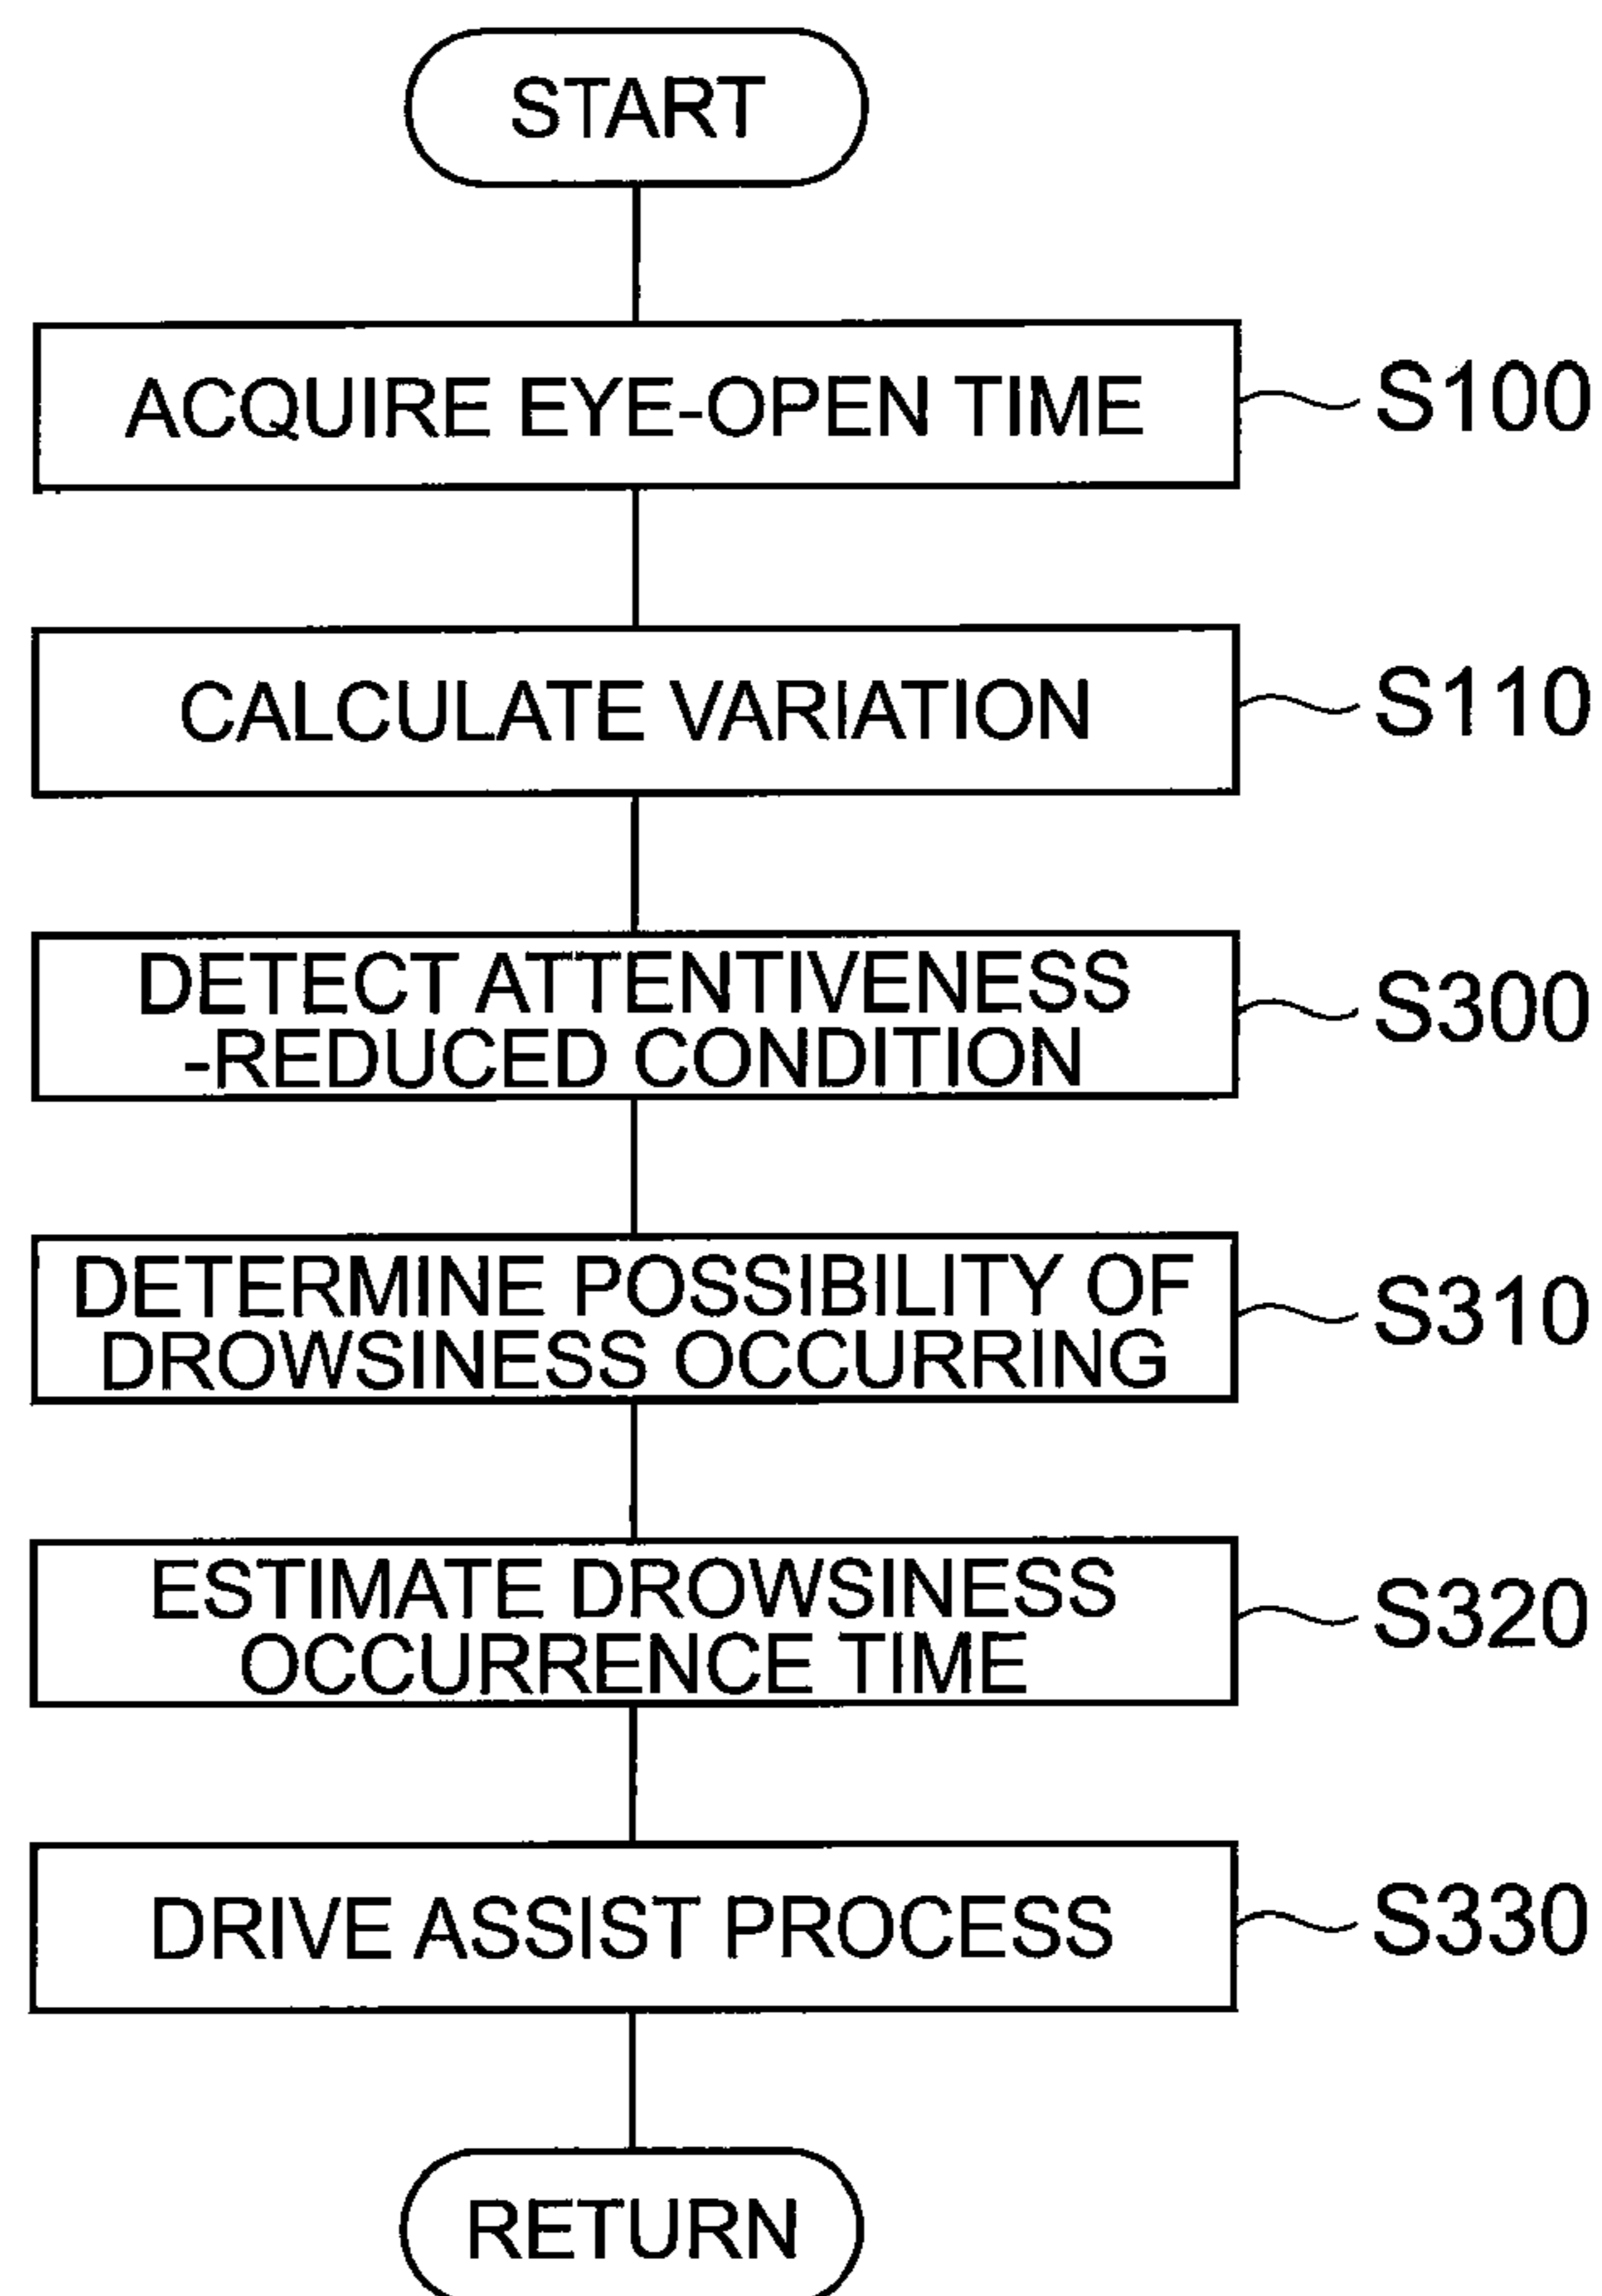 START
ACQUIRE EYE-OPEN TIME
S100
CALCULATE VARIATION
S110
DETECT ATTENTIVENESS
-REDUCED CONDITION
S300
DETERMINE POSSIBILITY OF
DROWSINESS OCCURRING
S310
ESTIMATE DROWSINESS
OCCURRENCE TIME
S320
DRIVE ASSIST PROCESS
S330
RETURN